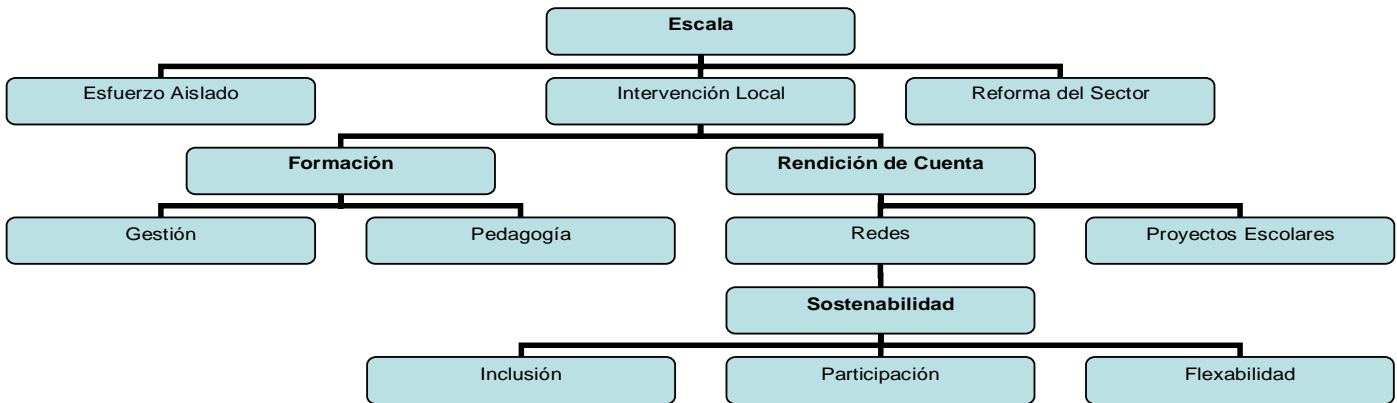 Escala
Esfuerzo Aislado
Intervención Local
Reforma del Sector
Formación
Rendición de Cuenta
Gestión
Pedagogía
Redes
Proyectos Escolares
Sostenabilidad
Inclusión
Participación
Flexabilidad